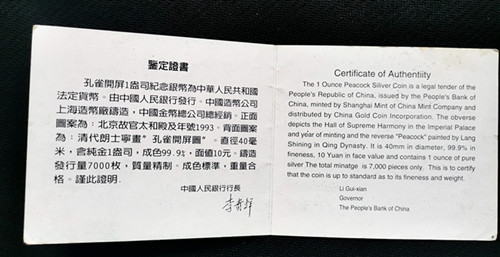 鑒定證書
孔雀開屏1盎司紀念銀幣為中華人民共和國
法定貨幣。由中國人民銀行發行。中國造幣公司
上海造幣廠鑄造,中國金幣總公司總經銷。正面
圖案為:北京故宮太和殿及年號1993。背面圖案
為:清代朗士寧畫"孔雀開屏圖"。直徑40毫
米,含純金1盎司,成色99.9%,面值10元。鑄造
發行量7000枚,質量精制。成色標準,重量合
格。謹此證明.
中國人民銀行行長
Certificate of Authentiity
The 1 Ounce Peacock Silver Coin is a legal tender of the
People's Republic of China, issued by the People's Bank of
China, minted by Shanghai Mint of China Mint Company and
distributed by China Gold Coin Incorporation. The obverse
depicts the Hall of Supreme Harmony in the Imperial Palace
and year of minting and the reverse "Peacock" painted by Lang
Shining in Qing Dynasty. It is 40mm in diameter, 99.9% in
fineness, 10 Yuan in face value and contains 1 ounce of pure
silver The total minatge is 7,000 pieces only. This is to certify
that the coin is up to standard as to its fineness and weight.
Li Gui-xian
Governor
The People's Bank of China